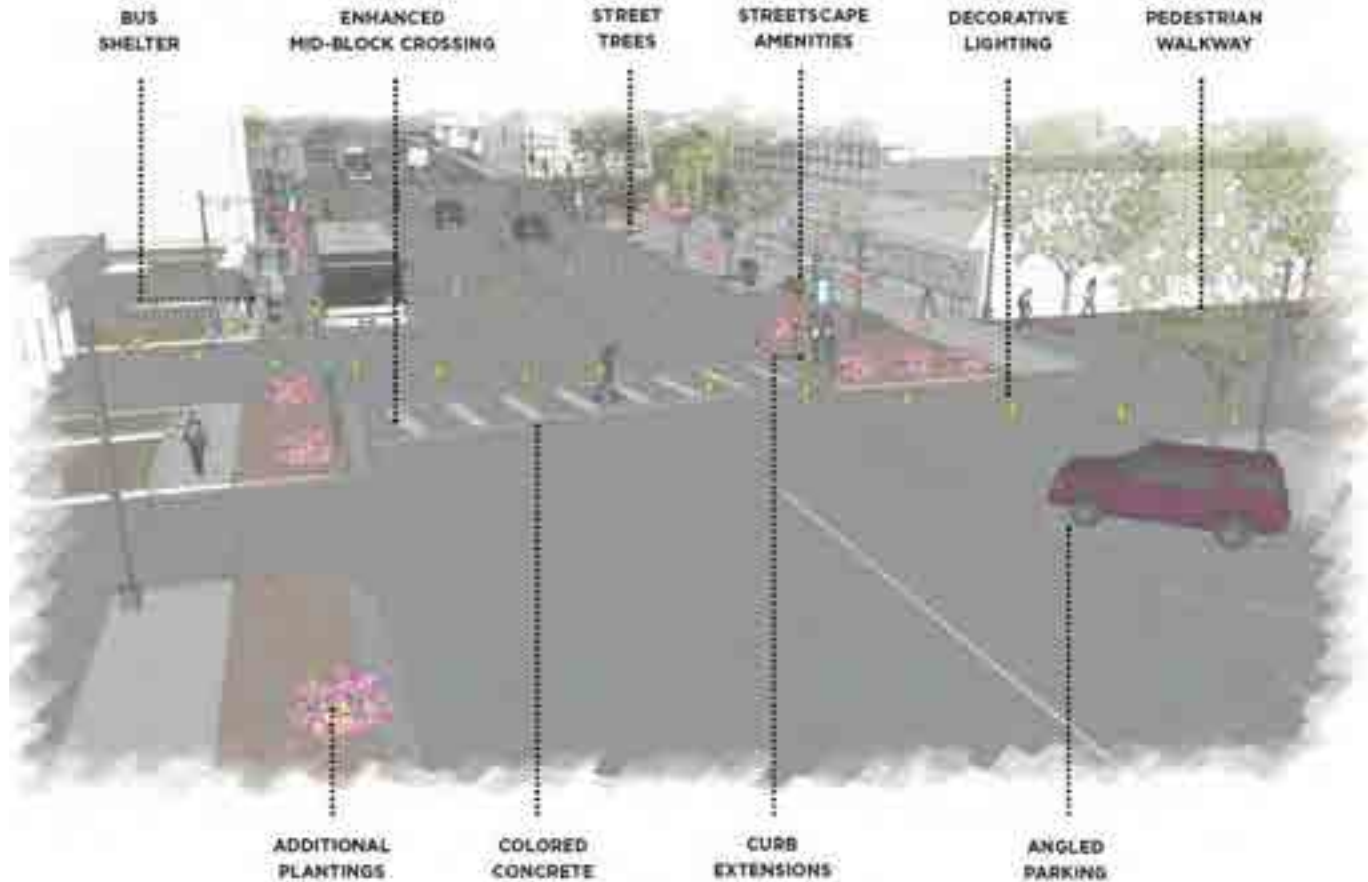 BUS
SHELTER
ENHANCED
MID-BLOCK CROSSING
STREET
TREES
STREETSCAPE
AMENITIES
DECORATIVE
LIGHTING
PEDESTRIAN
WALKWAY
ADDITIONAL
PLANTINGS
COLORED
CONCRETE
CURB
EXTENSIONS
ANGLED
PARKING